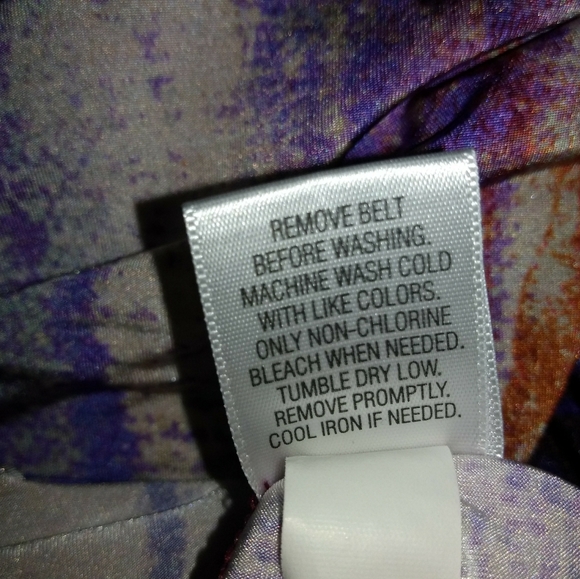 REMOVE BELT
BEFORE WASHING.
MACHINE WASH COLD
WITH LIKE COLORS.
ONLY NON-CHLORINE
BLEACH WHEN NEEDED.
TUMBLE DRY LOW.
REMOVE PROMPTLY.
COOL IRON IF NEEDED.